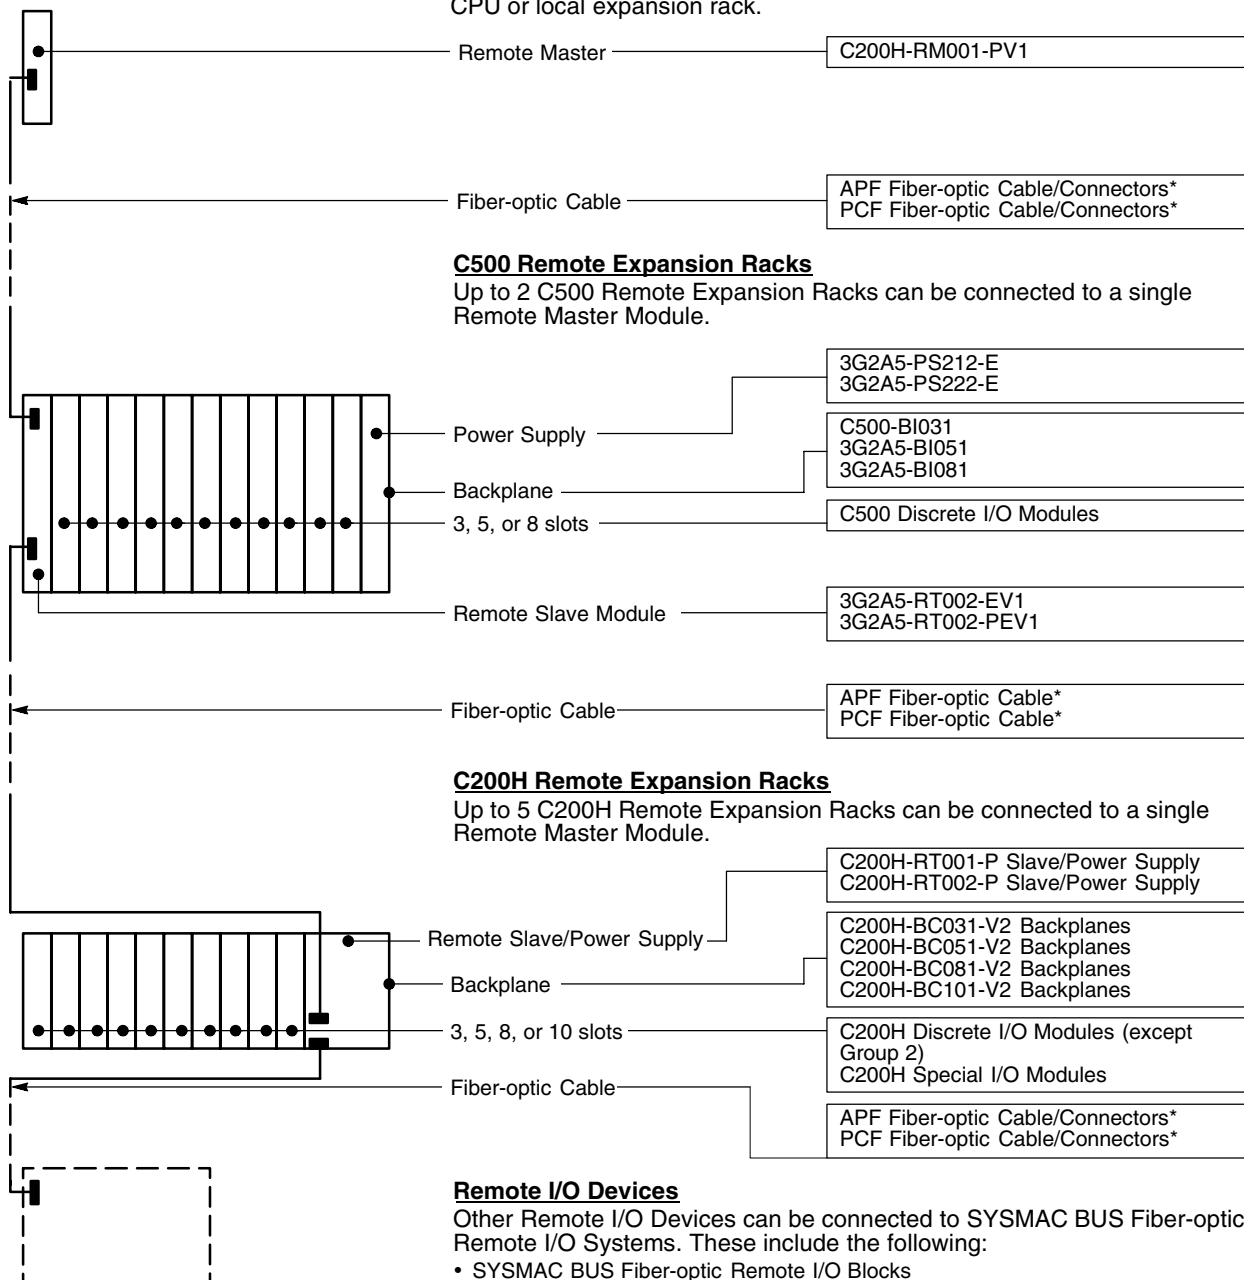 CPU or local expansion rack.
Remote Master
C200H-RM001-PV1
Fiber-optic Cable
APF Fiber-optic Cable/Connectors*
PCF Fiber-optic Cable/Connectors*
C500 Remote Expansion Racks
Up to 2 C500 Remote Expansion Racks can be connected to a single
Remote Master Module.
3G2A5-PS212-E
3G2A5-PS222-E
Power Supply
C500-BI031
3G2A5-BI051
3G2A5-BI081
Backplane
3, 5, or 8 slots
C500 Discrete I/O Modules
Remote Slave Module
3G2A5-RT002-EV1
3G2A5-RT002-PEV1
Fiber-optic Cable
APF Fiber-optic Cable*
PCF Fiber-optic Cable*
C200H Remote Expansion Racks
Up to 5 C200H Remote Expansion Racks can be connected to a single
Remote Master Module.
C200H-RT001-P Slave/Power Supply
C200H-RT002-P Slave/Power Supply
Remote Slave/Power Supply
C200H-BC031-V2 Backplanes
C200H-BC051-V2 Backplanes
C200H-BC081-V2 Backplanes
C200H-BC101-V2 Backplanes
Backplane
3, 5, 8, or 10 slots
C200H Discrete I/O Modules (except
Group 2)
C200H Special I/O Modules
Fiber-optic Cable
APF Fiber-optic Cable/Connectors*
PCF Fiber-optic Cable/Connectors*
Remote I/O Devices
Other Remote I/O Devices can be connected to SYSMAC BUS Fiber-optic
Remote I/O Systems. These include the following:
• SYSMAC BUS Fiber-optic Remote I/O Blocks